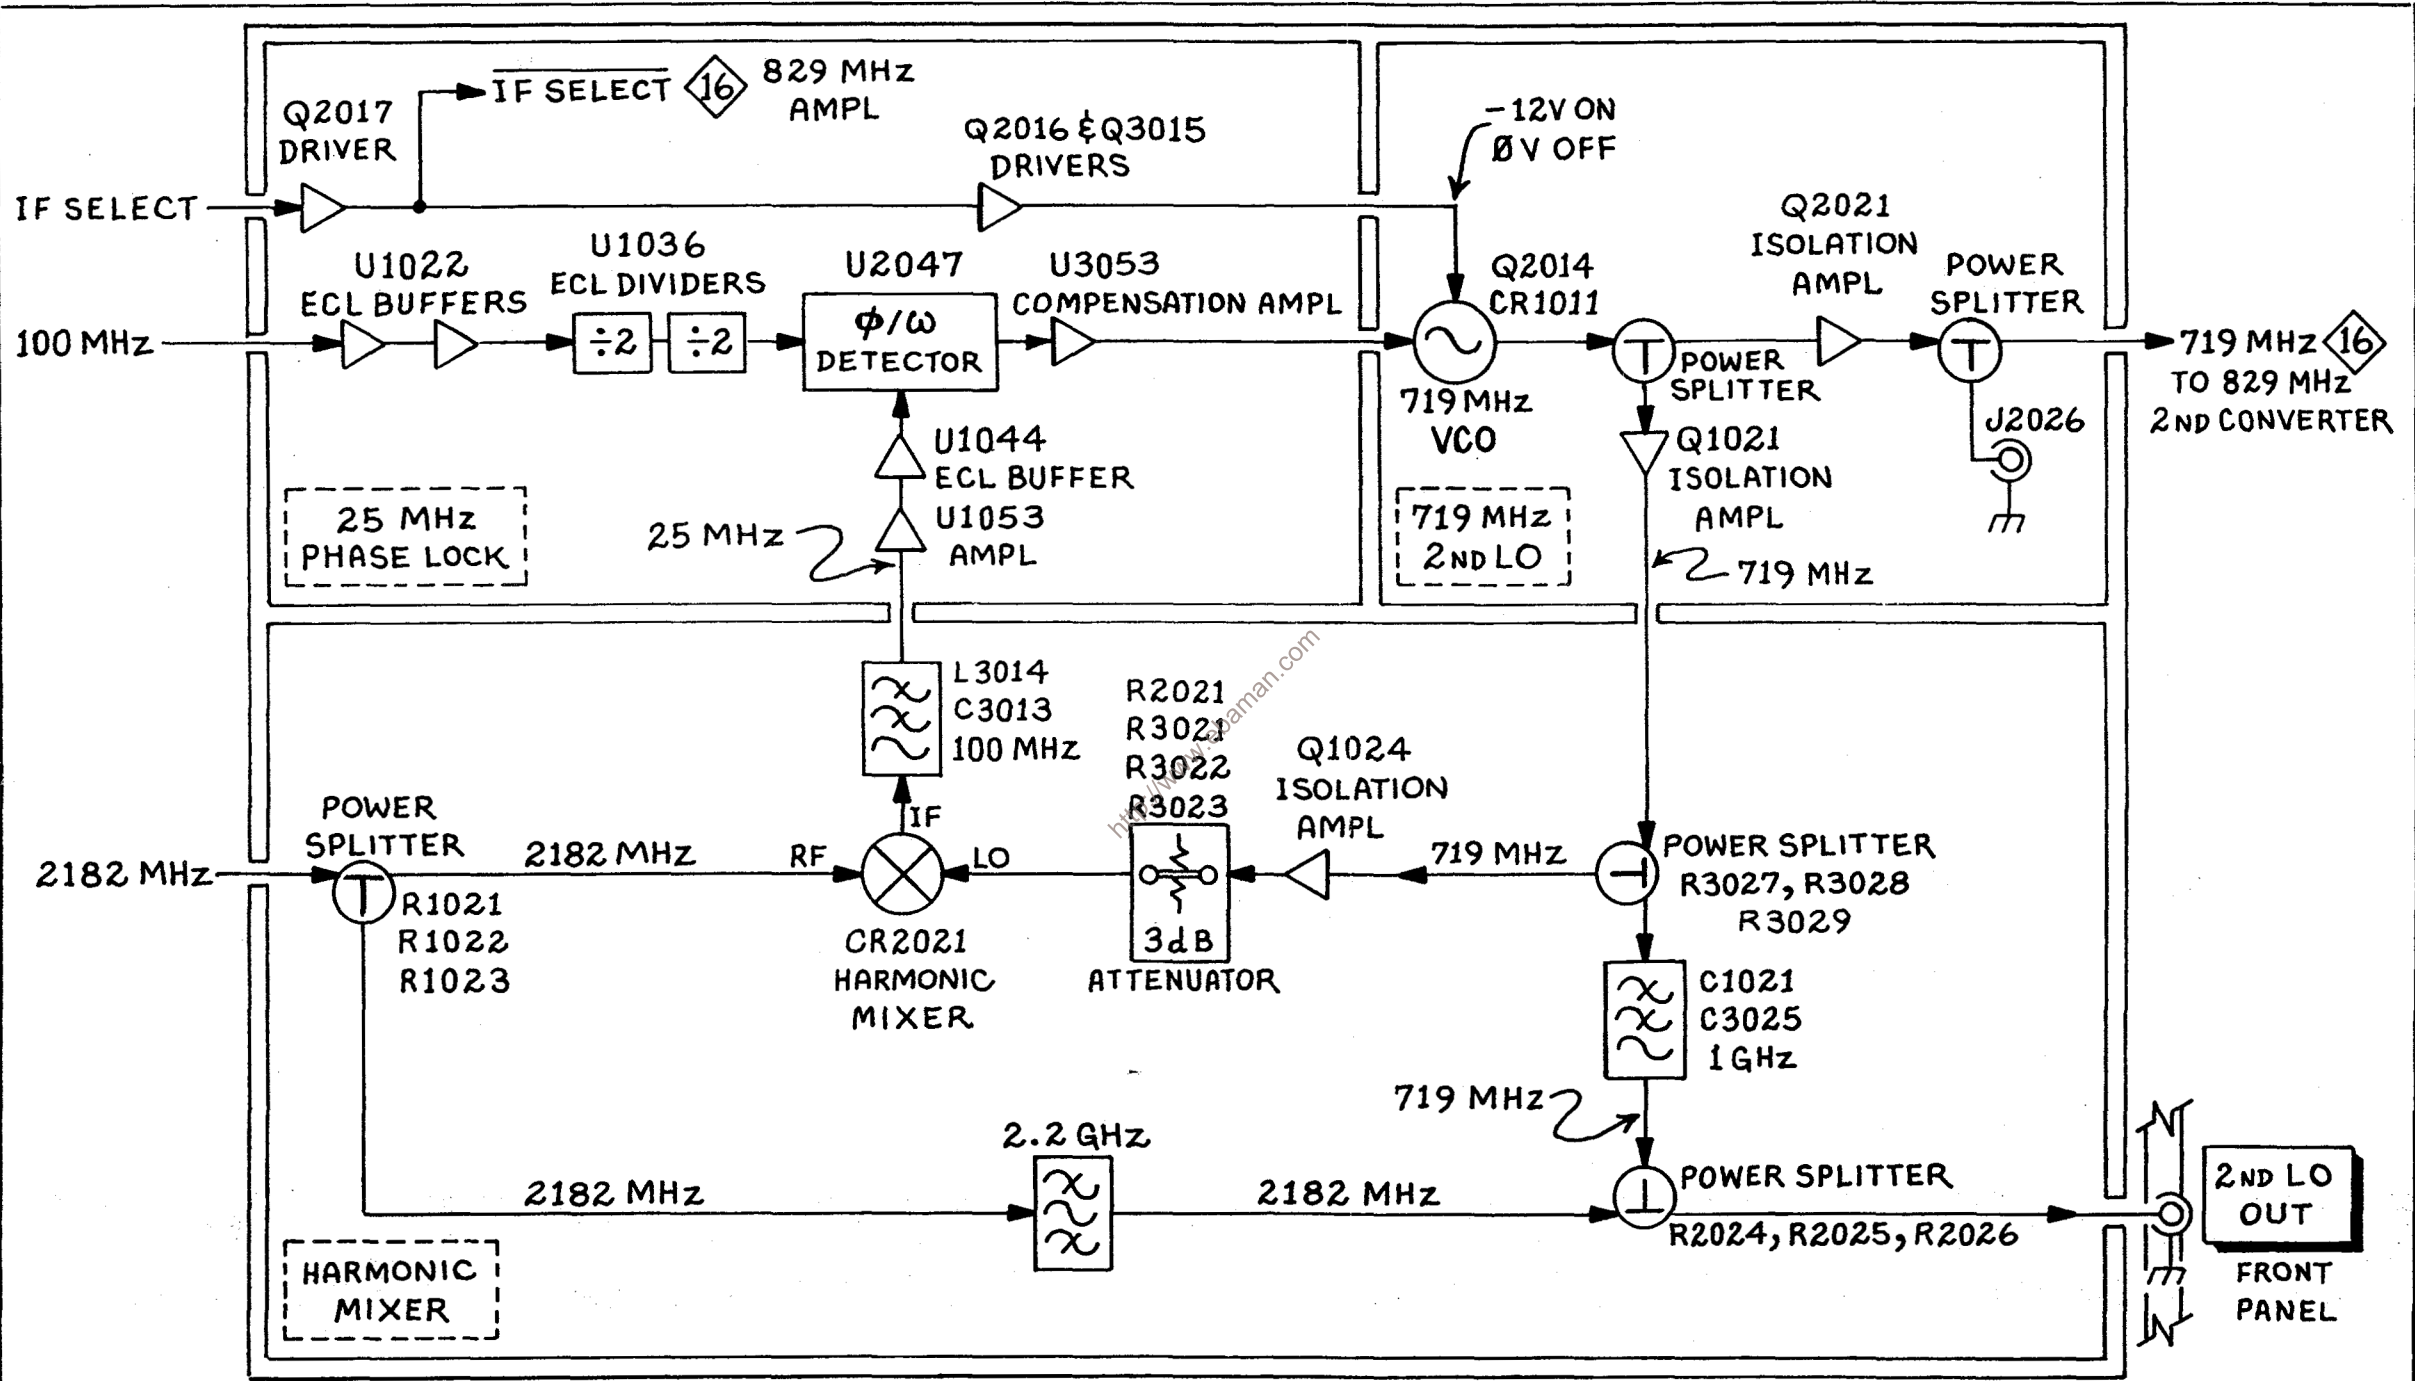 IF SELECT
16
829 MHz
AMPL
Q2017
DRIVER
Q2016 & Q3015
DRIVERS
-12V ON
ØV OFF
IF SELECT
U1022
ECL BUFFERS
U1036
ECL DIVIDERS
U2047
U3053
COMPENSATION AMPL
Q2014
CR1011
Q2021
ISOLATION
AMPL
POWER
SPLITTER
100 MHz
÷2
÷2
φ/ω
DETECTOR
719 MHz
VCO
POWER
SPLITTER
719 MHz
16
TO 829 MHz
2ND CONVERTER
J2026
U1044
ECL BUFFER
U1053
AMPL
25 MHz
Q1021
ISOLATION
AMPL
719 MHz
25 MHz
PHASE LOCK
719 MHz
2ND LO
L3014
C3013
100 MHz
R2021
R3021
R3022
R3023
http://www.ebaman.com
Q1024
ISOLATION
AMPL
POWER
SPLITTER
2182 MHz
2182 MHz
RF
IF
LO
719 MHz
POWER SPLITTER
R3027, R3028
R3029
R1021
R1022
R1023
CR2021
HARMONIC
MIXER
3dB
ATTENUATOR
C1021
C3025
1 GHz
719 MHz
2.2 GHz
2182 MHz
2182 MHz
POWER SPLITTER
R2024, R2025, R2026
2ND LO
OUT
FRONT
PANEL
HARMONIC
MIXER